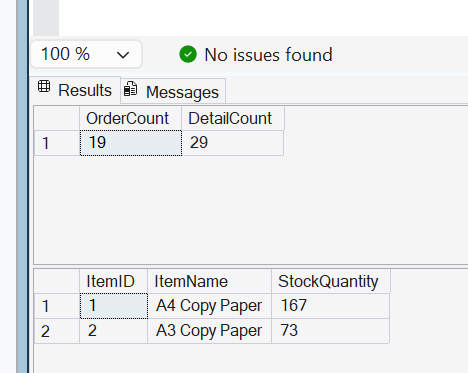 100 %
No issues found
Results Messages
OrderCount DetailCount
1 19 29
ItemID ItemName StockQuantity
1 1 A4 Copy Paper 167
2 2 A3 Copy Paper 73